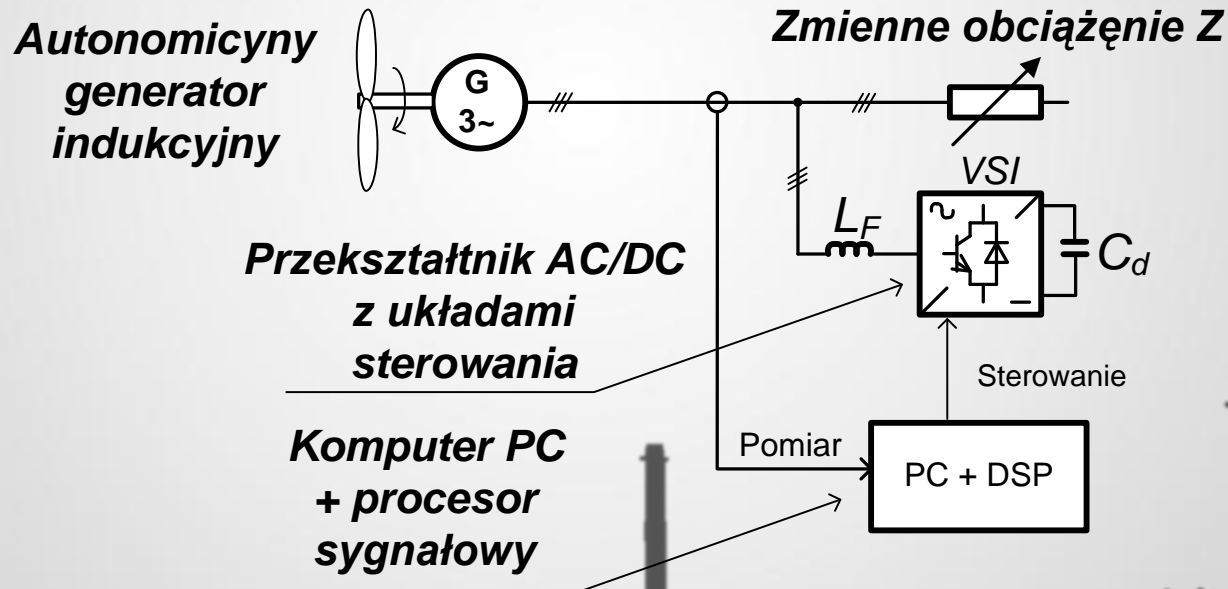 Autonomicyny
generator
indukcyjny
G
3~
Zmienne obciążęnie Z
VSI
L_F
C_d
Przekształtnik AC/DC
z układami
sterowania
Sterowanie
Komputer PC
+ procesor
sygnałowy
Pomiar
PC + DSP